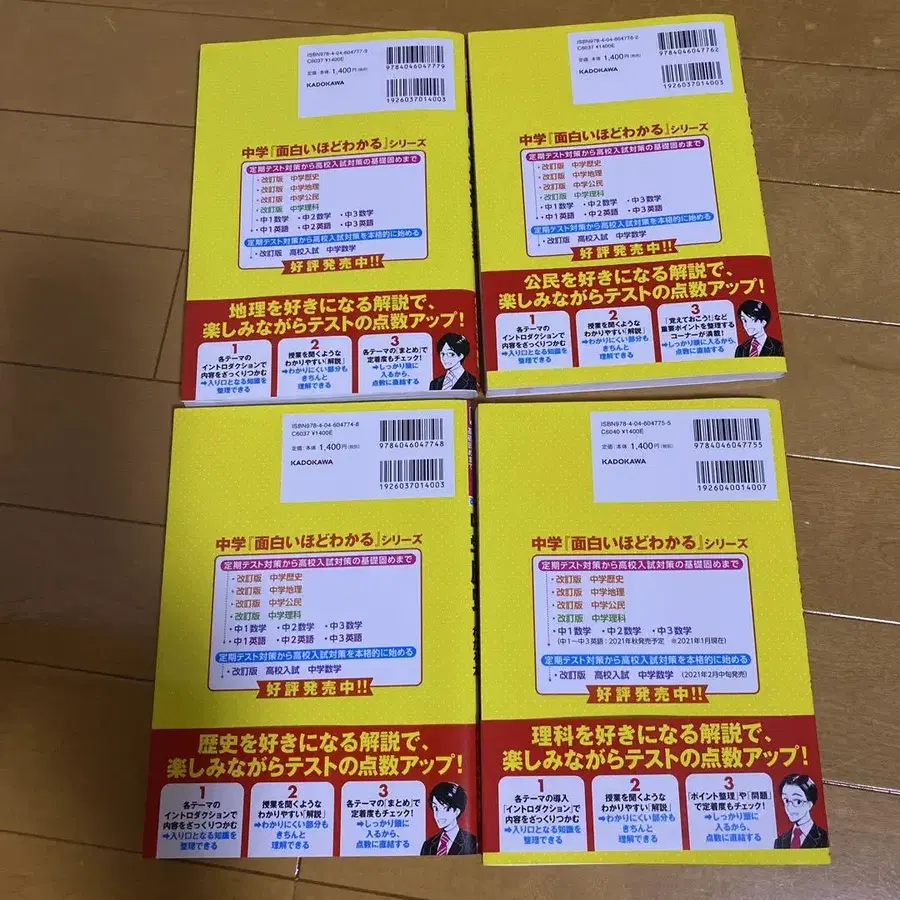 ISBN978-4-04-604777-9
C6037 ¥1400E
定価:本体1,400円(税別)
KADOKAWA
9784046047779
1926037014003
中学『面白いほどわかる』シリーズ
定期テスト対策から高校入試対策の基礎固めまで
・改訂版 中学歴史
・改訂版 中学地理
・改訂版 中学公民
・改訂版 中学理科
・中1数学 ・中2数学 ・中3数学
・中1英語 ・中2英語 ・中3英語
定期テスト対策から高校入試対策を本格的に始める
・改訂版 高校入試 中学数学
好評発売中!!
地理を好きになる解説で、
楽しみながらテストの点数アップ!
1
各テーマの
イントロダクションで
内容をざっくりつかむ
⇒入り口となる知識を
整理できる
2
授業を聞くような
わかりやすい「解説」
⇒わかりにくい部分も
きちんと
理解できる
3
各テーマの「まとめ」で
定着度もチェック!
⇒しっかり頭に
入るから、
点数に直結する
ISBN978-4-04-604776-2
C6037 ¥1400E
定価:本体1,400円(税別)
KADOKAWA
9784046047762
1926037014003
中学『面白いほどわかる』シリーズ
定期テスト対策から高校入試対策の基礎固めまで
・改訂版 中学歴史
・改訂版 中学地理
・改訂版 中学公民
・改訂版 中学理科
・中1数学 ・中2数学 ・中3数学
・中1英語 ・中2英語 ・中3英語
定期テスト対策から高校入試対策を本格的に始める
・改訂版 高校入試 中学数学
好評発売中!!
公民を好きになる解説で、
楽しみながらテストの点数アップ!
1
各テーマの
イントロダクションで
内容をざっくりつかむ
⇒入り口となる知識を
整理できる
2
授業を聞くような
わかりやすい「解説」
⇒わかりにくい部分も
きちんと
理解できる
3
「覚えておこう!」など
重要ポイントを整理する
コーナーが満載!
⇒しっかり頭に入るから、
点数に直結する
ISBN978-4-04-604774-8
C6037 ¥1400E
定価:本体1,400円(税別)
KADOKAWA
9784046047748
1926037014003
中学『面白いほどわかる』シリーズ
定期テスト対策から高校入試対策の基礎固めまで
・改訂版 中学歴史
・改訂版 中学地理
・改訂版 中学公民
・改訂版 中学理科
・中1数学 ・中2数学 ・中3数学
・中1英語 ・中2英語 ・中3英語
定期テスト対策から高校入試対策を本格的に始める
・改訂版 高校入試 中学数学
好評発売中!!
歴史を好きになる解説で、
楽しみながらテストの点数アップ!
1
各テーマの
イントロダクションで
内容をざっくりつかむ
⇒入り口となる知識を
整理できる
2
授業を聞くような
わかりやすい「解説」
⇒わかりにくい部分も
きちんと
理解できる
3
各テーマの「まとめ」で
定着度もチェック!
⇒しっかり頭に
入るから、
点数に直結する
ISBN978-4-04-604775-5
C6040 ¥1400E
定価:本体1,400円(税別)
KADOKAWA
9784046047755
1926040014007
中学『面白いほどわかる』シリーズ
定期テスト対策から高校入試対策の基礎固めまで
・改訂版 中学歴史
・改訂版 中学地理
・改訂版 中学公民
・改訂版 中学理科
・中1数学 ・中2数学 ・中3数学
(中1~中3英語:2021年秋発売予定 ※2021年1月現在)
定期テスト対策から高校入試対策を本格的に始める
・改訂版 高校入試 中学数学 (2021年2月中旬発売)
好評発売中!!
理科を好きになる解説で、
楽しみながらテストの点数アップ!
1
各テーマの導入
「イントロダクション」で
内容をざっくりつかむ
⇒入り口となる知識を
整理できる
2
授業を聞くような
わかりやすい「解説」
⇒わかりにくい部分も
きちんと
理解できる
3
「ポイント整理」や「問題」
で定着度もチェック!
⇒しっかり頭に
入るから、
点数に直結する